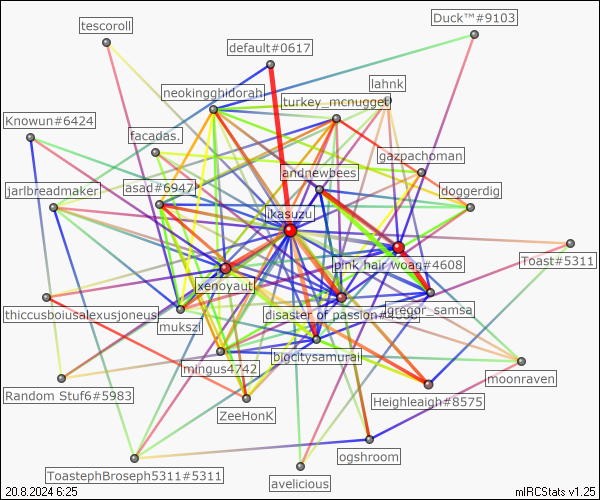 Duck™#9103
tescoroll
default#0617
lahnk
neokingghidorah
turkey_mcnugget
Knowun#6424
facadas.
gazpachoman
andnewbees
jarlbreadmaker
asad#6947
doggerdig
ikasuzu
Toast#5311
pink hair woag#4608
xenoyaut
thiccusboiusalexusjoneus
disaster of passion
gregor_samsa
mukszi
bigcitysamurai
mingus4742
moonraven
Random Stuf6#5983
Heighleaigh#8575
ZeeHonK
ogshroom
ToastephBroseph5311#5311
avelicious
20.8.2024 6:25
mIRCStats v1.25